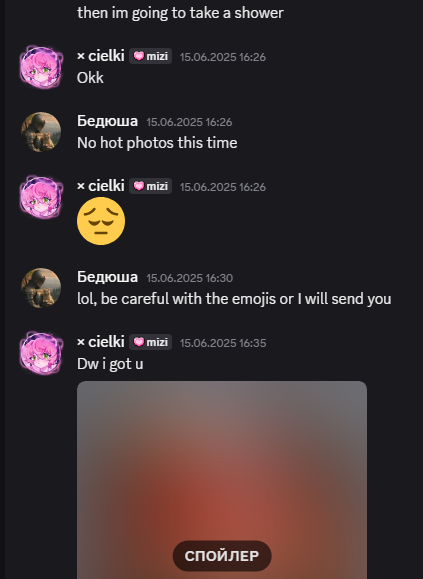 then im going to take a shower
× cielki mizi 15.06.2025 16:26
Okk
Бедюша 15.06.2025 16:26
No hot photos this time
× cielki mizi 15.06.2025 16:26
Бедюша 15.06.2025 16:30
lol, be careful with the emojis or I will send you
× cielki mizi 15.06.2025 16:35
Dw i got u
СПОЙЛЕР